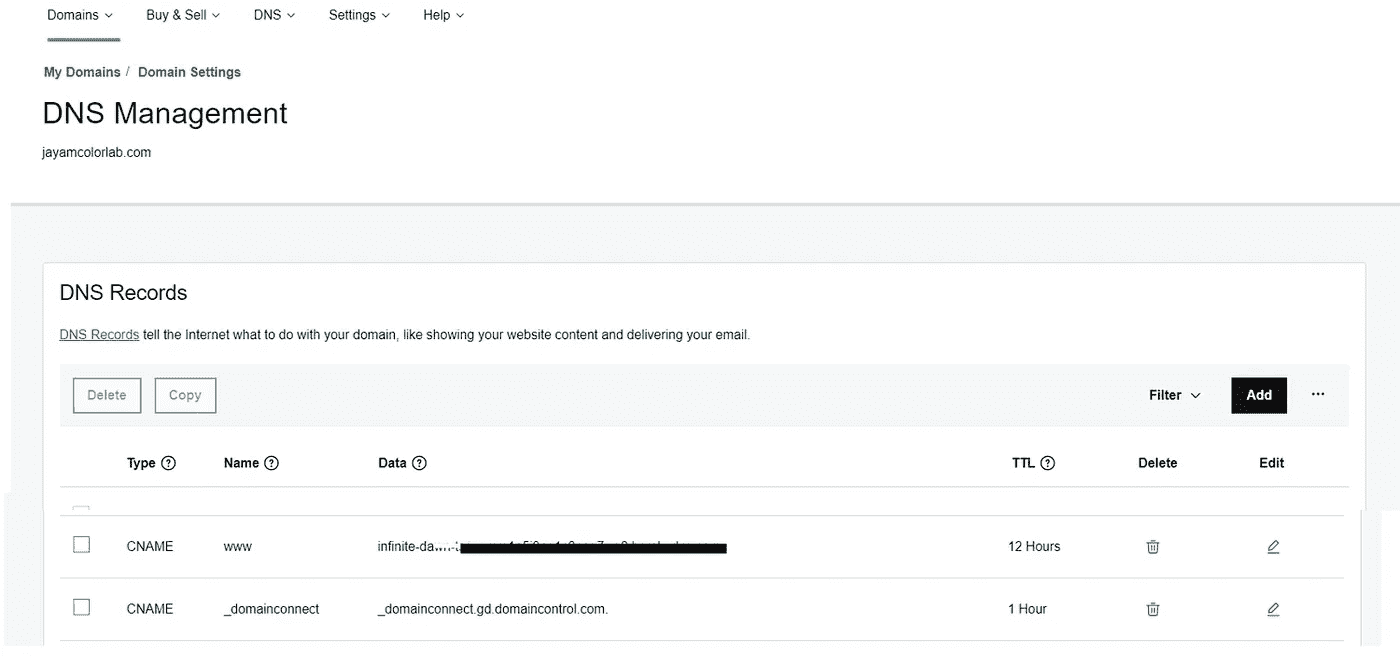 Domains Buy & Sell DNS Settings Help
My Domains / Domain Settings
DNS Management
jayamcolorlab.com
DNS Records
DNS Records tell the Internet what to do with your domain, like showing your website content and delivering your email.
Delete Copy Filter Add ...
Type ? Name ? Data ? TTL ? Delete Edit
CNAME www infinite-dawn- 12 Hours
CNAME _domainconnect _domainconnect.gd.domaincontrol.com. 1 Hour